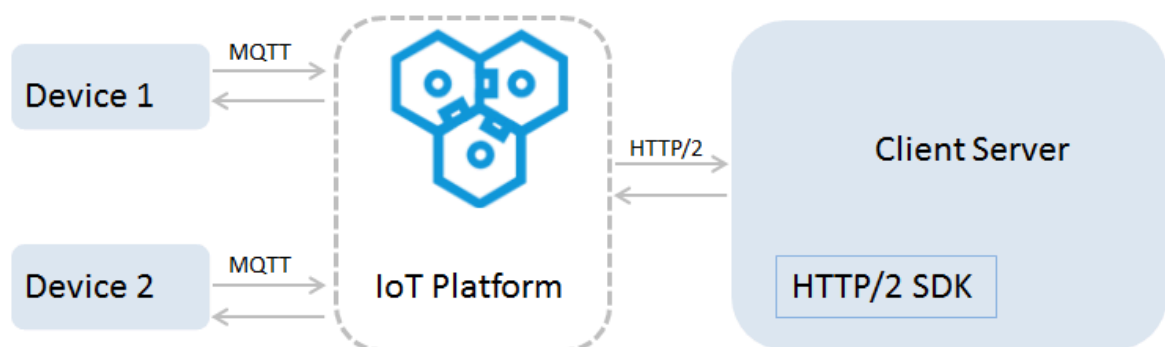 MQTT
Device 1
HTTP/2
Client Server
MQTT
Device 2
IoT Platform
HTTP/2 SDK